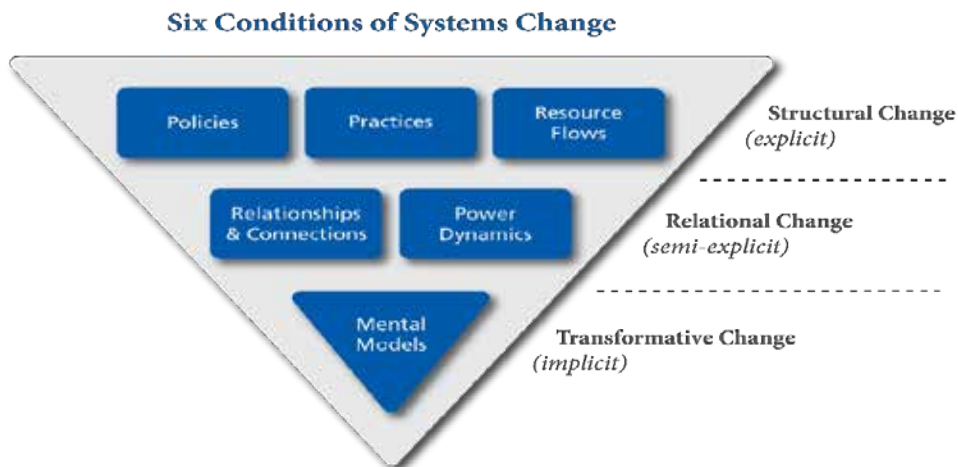 Six Conditions of Systems Change
Policies
Practices
Resource
Flows
Structural Change
(explicit)
Relationships
& Connections
Power
Dynamics
Relational Change
(semi-explicit)
Mental
Models
Transformative Change
(implicit)